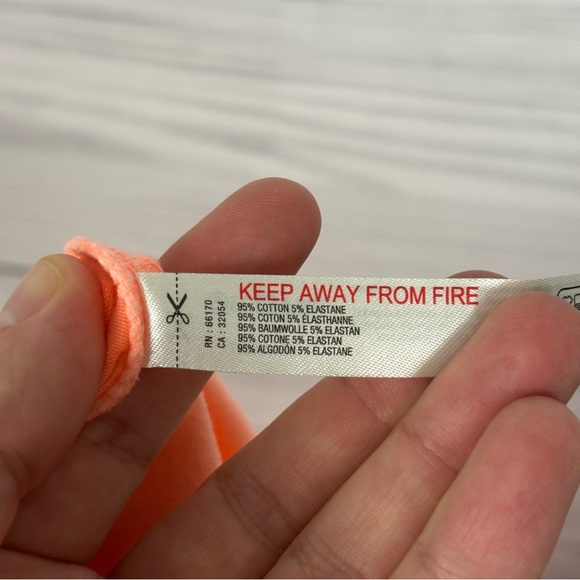 RN : 66170
CA : 32054
KEEP AWAY FROM FIRE
95% COTTON 5% ELASTANE
95% COTON 5% ÉLASTHANNE
95% BAUMWOLLE 5% ELASTAN
95% COTONE 5% ELASTAN
95% ALGODÓN 5% ELASTANE